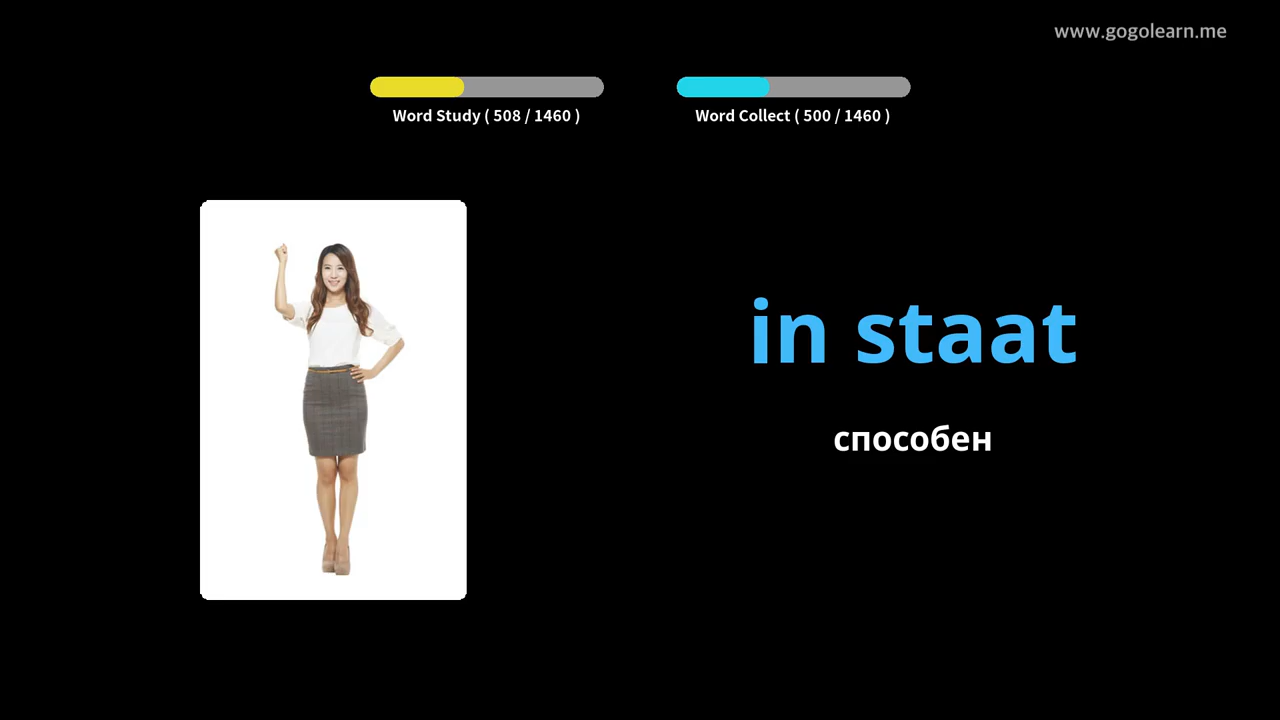 www.gogolearn.me
Word Study ( 508 / 1460 )
Word Collect ( 500 / 1460 )
in staat
способен